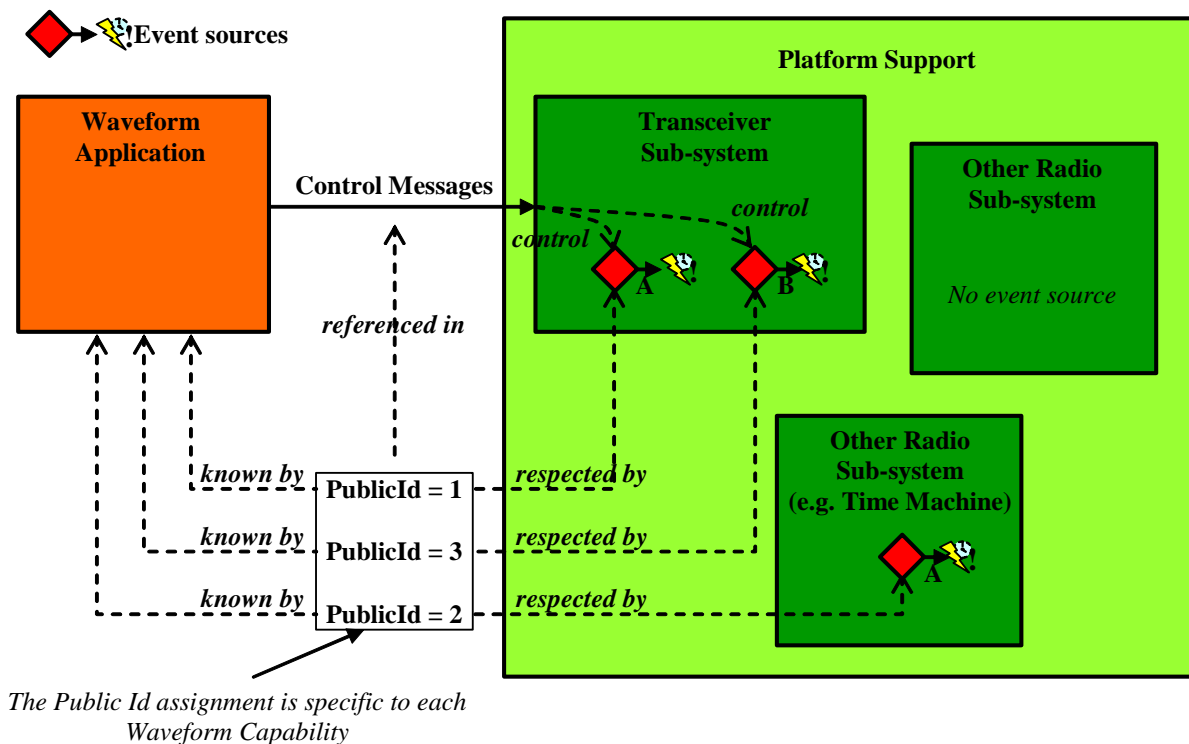 Event sources
Platform Support
Waveform
Application
Transceiver
Sub-system
Other Radio
Sub-system
Control Messages
control
control
A
B
No event source
referenced in
Other Radio
Sub-system
(e.g. Time Machine)
known by
PublicId = 1
respected by
known by
PublicId = 3
respected by
A
known by
PublicId = 2
respected by
The Public Id assignment is specific to each
Waveform Capability